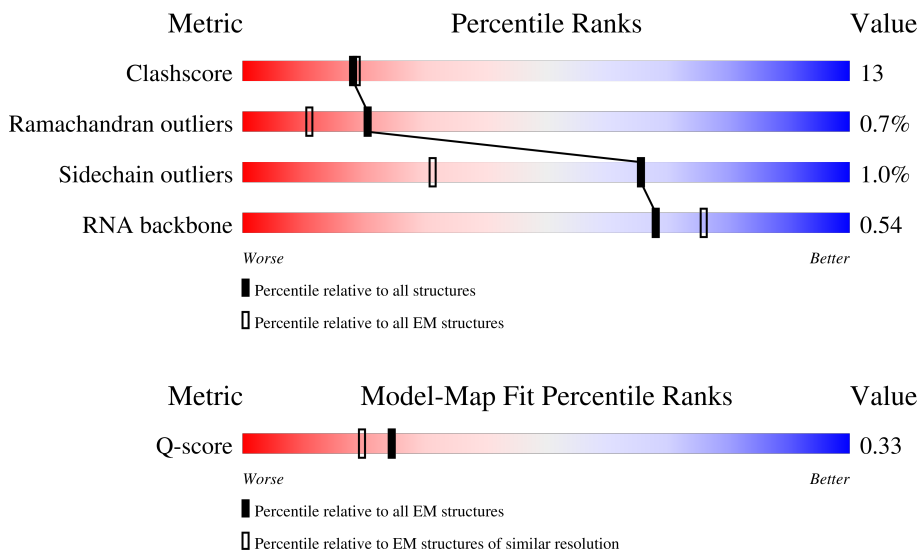 Metric Percentile Ranks Value
Clashscore 13
Ramachandran outliers 0.7%
Sidechain outliers 1.0%
RNA backbone 0.54
Worse Better
Percentile relative to all structures
Percentile relative to all EM structures
Metric Model-Map Fit Percentile Ranks Value
Q-score 0.33
Worse Better
Percentile relative to all EM structures
Percentile relative to EM structures of similar resolution